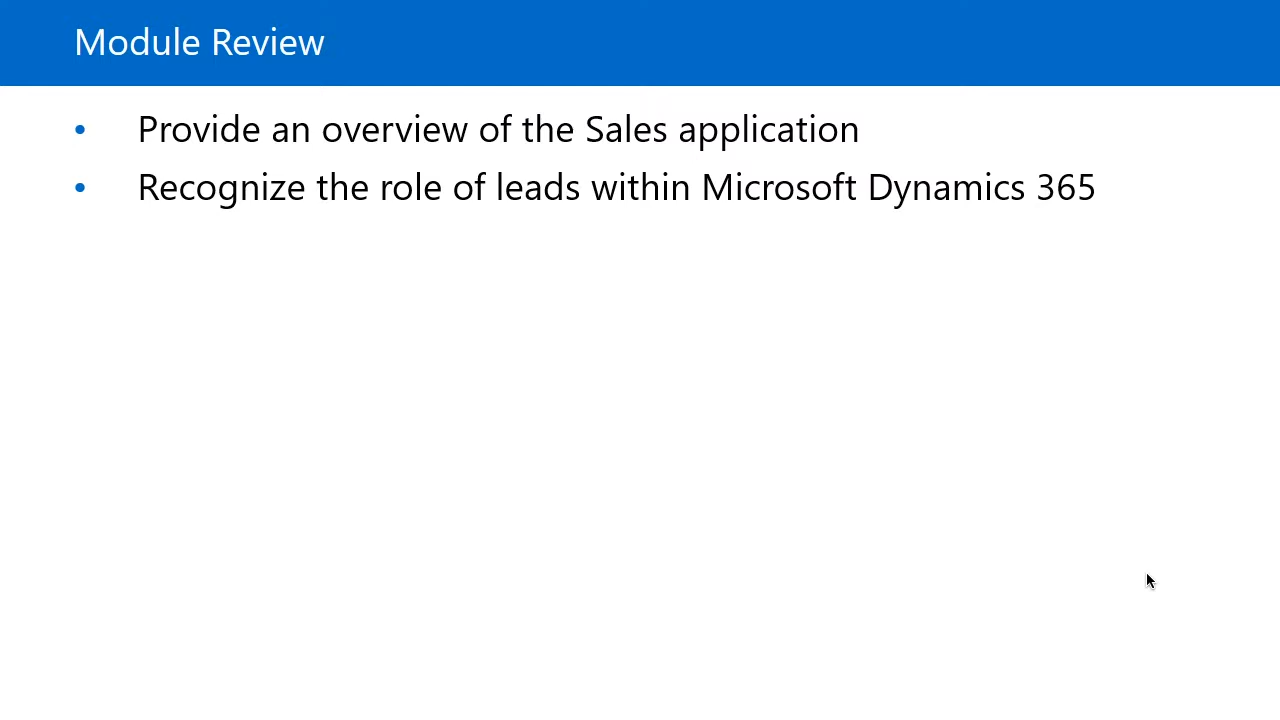 Module Review
• Provide an overview of the Sales application
• Recognize the role of leads within Microsoft Dynamics 365